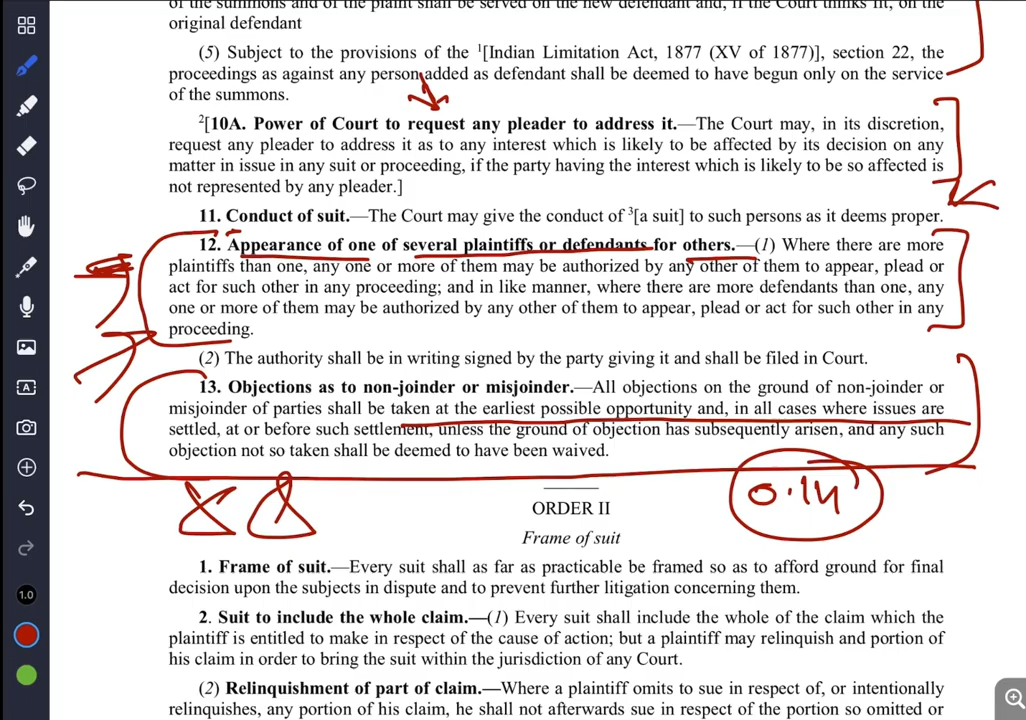 of the summons and of the plaint shall be served on the new defendant and, if the Court thinks fit, on the
original defendant
(5) Subject to the provisions of the ¹[Indian Limitation Act, 1877 (XV of 1877)], section 22, the
proceedings as against any person added as defendant shall be deemed to have begun only on the service
of the summons.
²[10A. Power of Court to request any pleader to address it.—The Court may, in its discretion,
request any pleader to address it as to any interest which is likely to be affected by its decision on any
matter in issue in any suit or proceeding, if the party having the interest which is likely to be so affected is
not represented by any pleader.]
11. Conduct of suit.—The Court may give the conduct of ³[a suit] to such persons as it deems proper.
12. Appearance of one of several plaintiffs or defendants for others.—(1) Where there are more
plaintiffs than one, any one or more of them may be authorized by any other of them to appear, plead or
act for such other in any proceeding; and in like manner, where there are more defendants than one, any
one or more of them may be authorized by any other of them to appear, plead or act for such other in any
proceeding.
(2) The authority shall be in writing signed by the party giving it and shall be filed in Court.
13. Objections as to non-joinder or misjoinder.—All objections on the ground of non-joinder or
misjoinder of parties shall be taken at the earliest possible opportunity and, in all cases where issues are
settled, at or before such settlement, unless the ground of objection has subsequently arisen, and any such
objection not so taken shall be deemed to have been waived.
0.14
ORDER II
Frame of suit
1. Frame of suit.—Every suit shall as far as practicable be framed so as to afford ground for final
decision upon the subjects in dispute and to prevent further litigation concerning them.
2. Suit to include the whole claim.—(1) Every suit shall include the whole of the claim which the
plaintiff is entitled to make in respect of the cause of action; but a plaintiff may relinquish and portion of
his claim in order to bring the suit within the jurisdiction of any Court.
(2) Relinquishment of part of claim.—Where a plaintiff omits to sue in respect of, or intentionally
relinquishes, any portion of his claim, he shall not afterwards sue in respect of the portion so omitted or
A
1.0